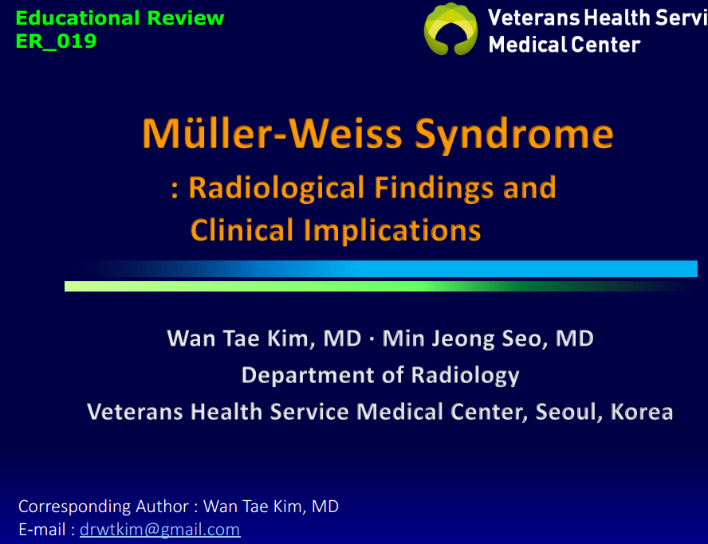 Educational Review
ER_019
Veterans Health Servi
Medical Center
Müller-Weiss Syndrome
: Radiological Findings and
Clinical Implications
Wan Tae Kim, MD · Min Jeong Seo, MD
Department of Radiology
Veterans Health Service Medical Center, Seoul, Korea
Corresponding Author : Wan Tae Kim, MD
E-mail : drwtkim@gmail.com